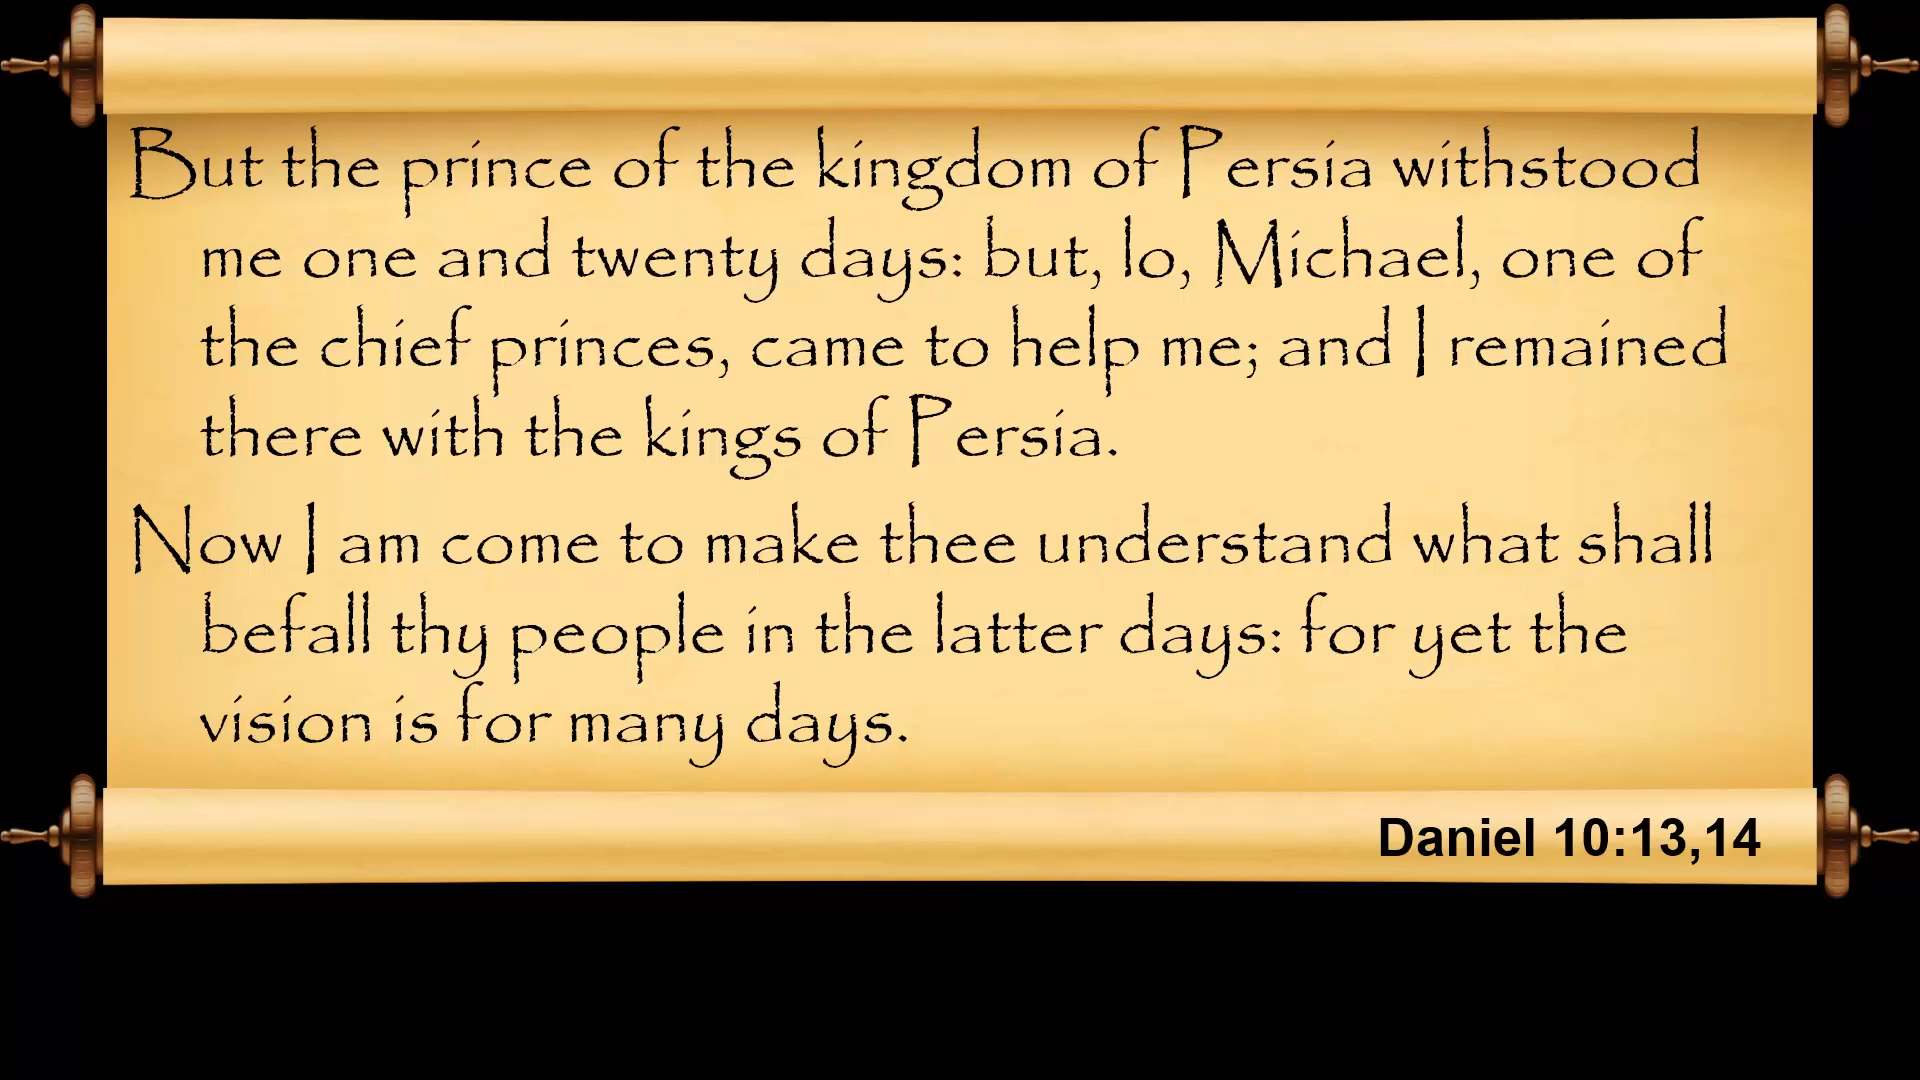 But the prince of the kingdom of Persia withstood
me one and twenty days: but, lo, Michael, one of
the chief princes, came to help me; and I remained
there with the kings of Persia.
Now I am come to make thee understand what shall
befall thy people in the latter days: for yet the
vision is for many days.
Daniel 10:13,14